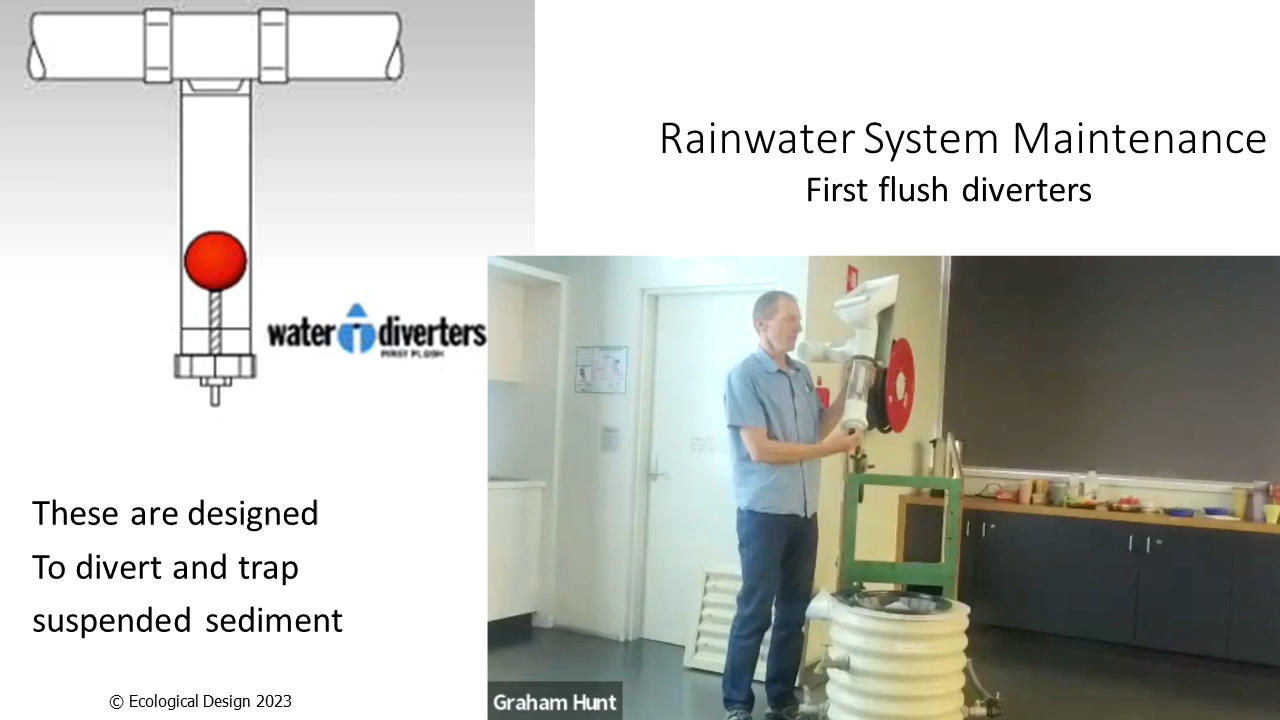 Rainwater System Maintenance
First flush diverters
water diverters
FIRST FLUSH
These are designed
To divert and trap
suspended sediment
© Ecological Design 2023
Graham Hunt